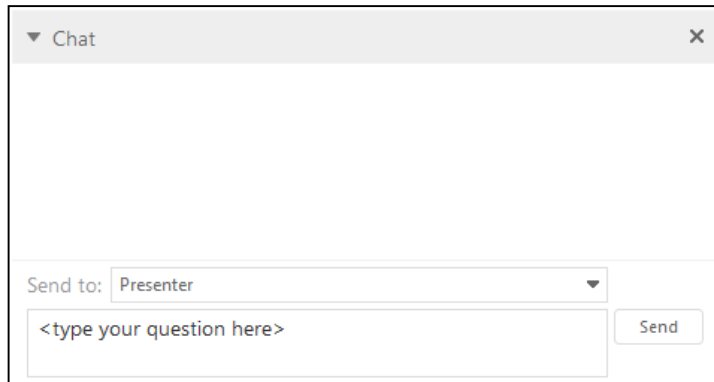 Chat
Send to: Presenter
<type your question here>
Send